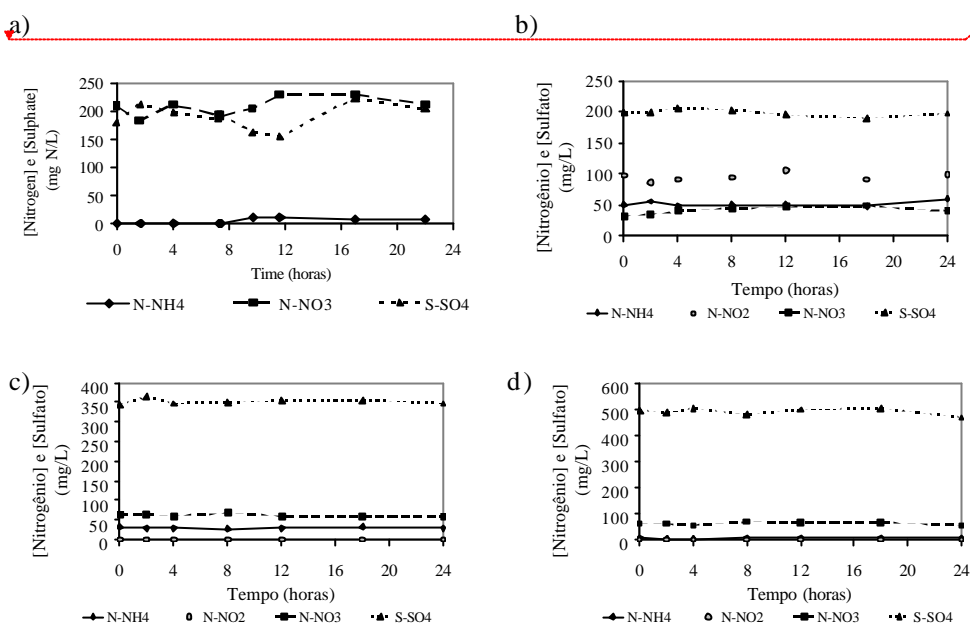 a)
[Nitrogen] e [Sulphate]
(mg N/L)
250
200
150
100
50
0
0 4 8 12 16 20 24
Time (horas)
N-NH4 N-NO3 S-SO4
b)
[Nitrogênio] e [Sulfato]
(mg/L)
250
200
150
100
50
0
0 4 8 12 16 20 24
Tempo (horas)
N-NH4 N-NO2 N-NO3 S-SO4
c)
[Nitrogênio] e [Sulfato]
(mg/L)
400
350
300
250
200
150
100
50
0
0 4 8 12 16 20 24
Tempo (horas)
N-NH4 N-NO2 N-NO3 S-SO4
d)
[Nitrogênio] e [Sulfato]
(mg/L)
600
500
400
300
200
100
0
0 4 8 12 16 20 24
Tempo (horas)
N-NH4 N-NO2 N-NO3 S-SO4